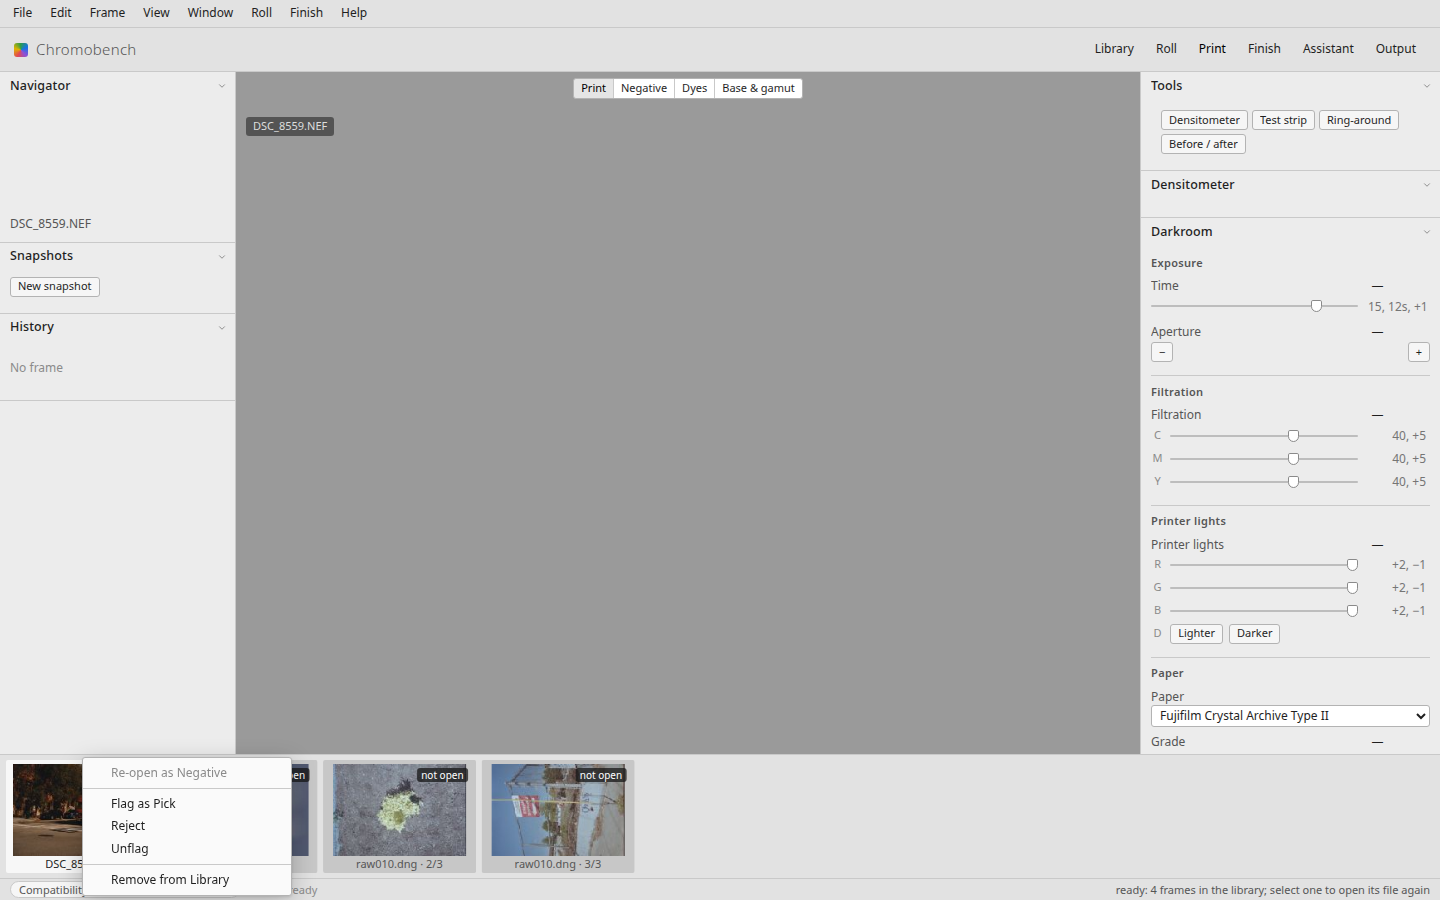 File Edit Frame View Window Roll Finish Help
Chromobench
Library Roll Print Finish Assistant Output
Navigator
DSC_8559.NEF
Snapshots
New snapshot
History
No frame
Print Negative Dyes Base & gamut
DSC_8559.NEF
Tools
Densitometer Test strip Ring-around
Before / after
Densitometer
Darkroom
Exposure
Time —
15, 12s, +1
Aperture —
− +
Filtration
Filtration —
C 40, +5
M 40, +5
Y 40, +5
Printer lights
Printer lights —
R +2, −1
G +2, −1
B +2, −1
D Lighter Darker
Paper
Paper
Fujifilm Crystal Archive Type II
Grade —
Re-open as Negative
Flag as Pick
Reject
Unflag
Remove from Library
not open
not open
raw010.dng · 2/3
raw010.dng · 3/3
ready: 4 frames in the library; select one to open its file again